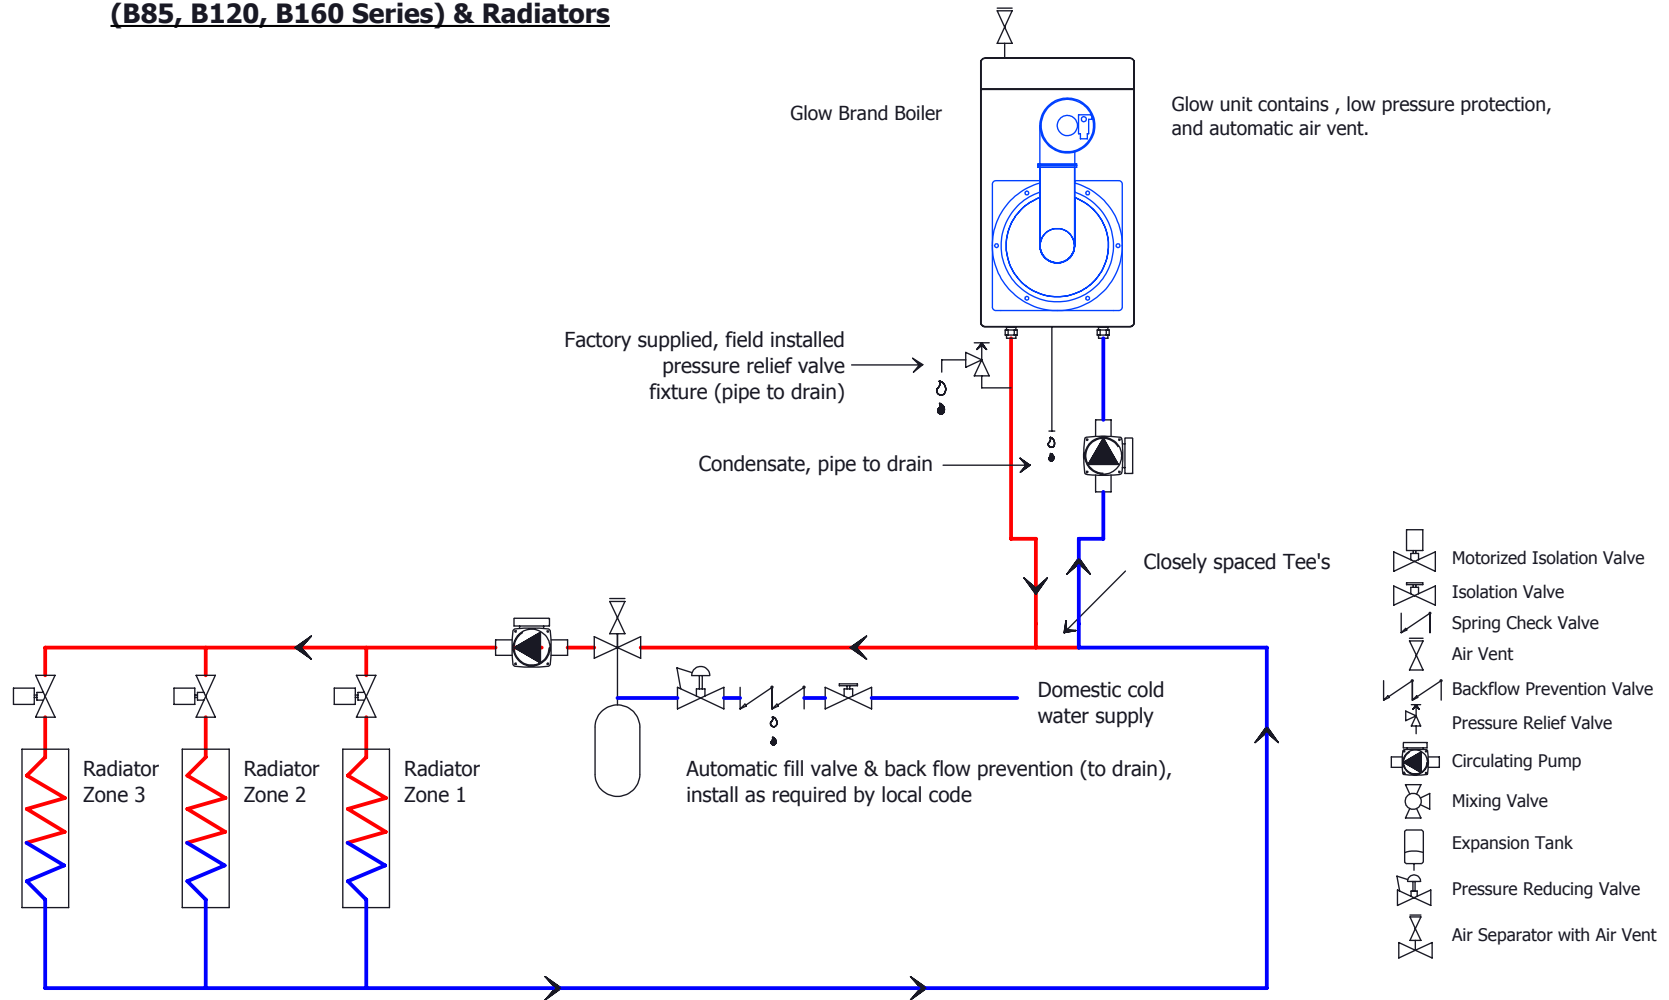 (B85, B120, B160 Series) & Radiators
Glow Brand Boiler
Glow unit contains , low pressure protection,
and automatic air vent.
Factory supplied, field installed
pressure relief valve
fixture (pipe to drain)
Condensate, pipe to drain
Closely spaced Tee's
Domestic cold
water supply
Automatic fill valve & back flow prevention (to drain),
install as required by local code
Radiator
Zone 3
Radiator
Zone 2
Radiator
Zone 1
Motorized Isolation Valve
Isolation Valve
Spring Check Valve
Air Vent
Backflow Prevention Valve
Pressure Relief Valve
Circulating Pump
Mixing Valve
Expansion Tank
Pressure Reducing Valve
Air Separator with Air Vent